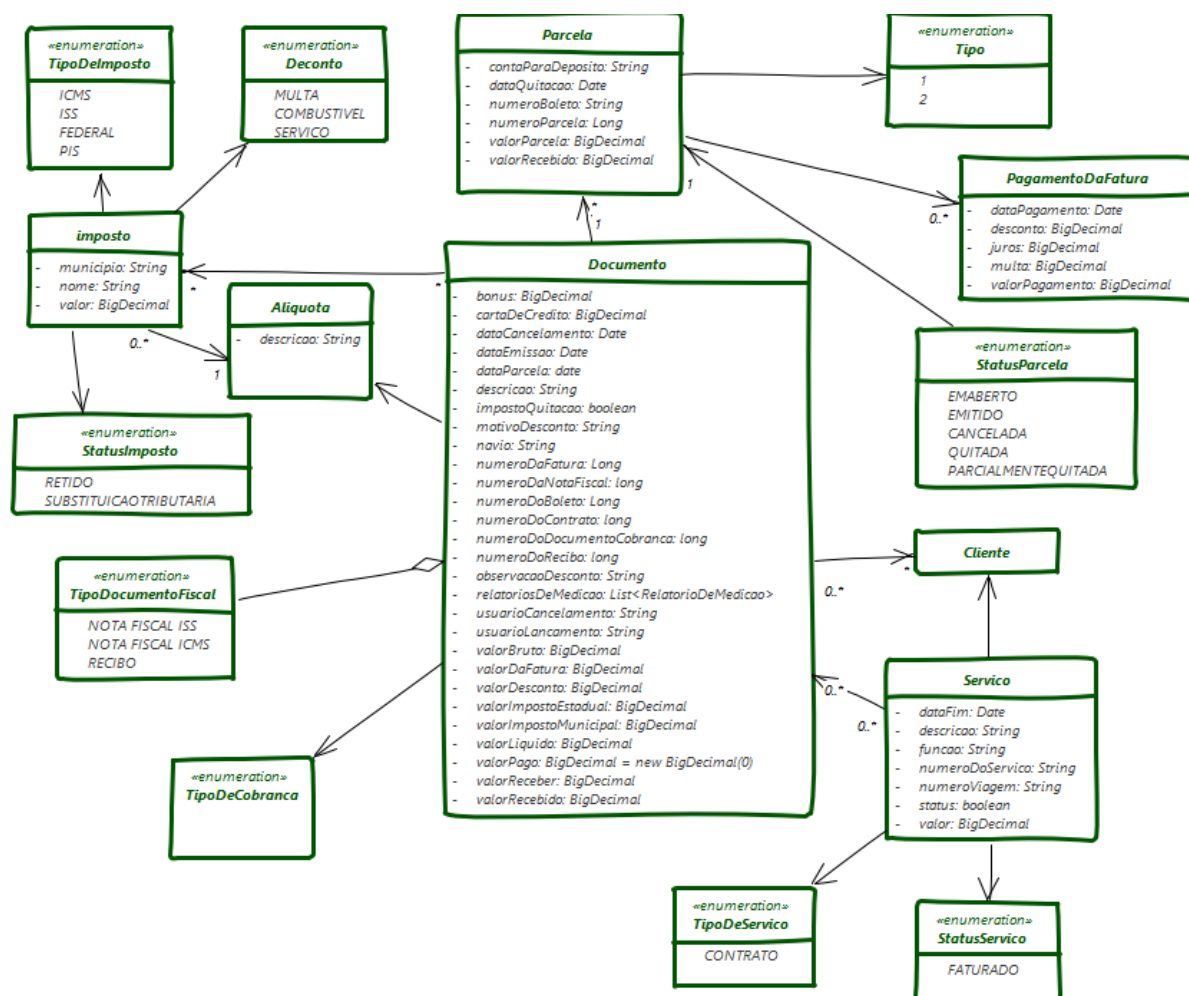 «enumeration»
TipoDeImposto
ICMS
ISS
FEDERAL
PIS
«enumeration»
Deconto
MULTA
COMBUSTIVEL
SERVICO
Parcela
- contaParaDeposito: String
- dataQuitacao: Date
- numeroBoleto: String
- numeroParcela: Long
- valorParcela: BigDecimal
- valorRecebido: BigDecimal
«enumeration»
Tipo
1
2
PagamentoDaFatura
- dataPagamento: Date
- desconto: BigDecimal
- juros: BigDecimal
- multa: BigDecimal
- valorPagamento: BigDecimal
0..*
1
*
1
imposto
- municipio: String
- nome: String
- valor: BigDecimal
*
*
0..*
1
Aliquota
- descricao: String
«enumeration»
StatusImposto
RETIDO
SUBSTITUICAOTRIBUTARIA
Documento
- bonus: BigDecimal
- cartaDeCredito: BigDecimal
- dataCancelamento: Date
- dataEmissao: Date
- dataParcela: date
- descricao: String
- impostoQuitacao: boolean
- motivoDesconto: String
- navio: String
- numeroDaFatura: Long
- numeroDaNotaFiscal: long
- numeroDoBoleto: Long
- numeroDoContrato: long
- numeroDoDocumentoCobranca: long
- numeroDoRecibo: long
- observacaoDesconto: String
- relatoriosDeMedicao: List<RelatorioDeMedicao>
- usuarioCancelamento: String
- usuarioLancamento: String
- valorBruto: BigDecimal
- valorDaFatura: BigDecimal
- valorDesconto: BigDecimal
- valorImpostoEstadual: BigDecimal
- valorImpostoMunicipal: BigDecimal
- valorLiquido: BigDecimal
- valorPago: BigDecimal = new BigDecimal(0)
- valorReceber: BigDecimal
- valorRecebido: BigDecimal
«enumeration»
StatusParcela
EMABERTO
EMITIDO
CANCELADA
QUITADA
PARCIALMENTEQUITADA
«enumeration»
TipoDocumentoFiscal
NOTA FISCAL ISS
NOTA FISCAL ICMS
RECIBO
Cliente
0..*
*
Servico
- dataFim: Date
- descricao: String
- funcao: String
- numeroDoServico: String
- numeroViagem: String
- status: boolean
- valor: BigDecimal
0..*
0..*
«enumeration»
TipoDeCobranca
«enumeration»
TipoDeServico
CONTRATO
«enumeration»
StatusServico
FATURADO